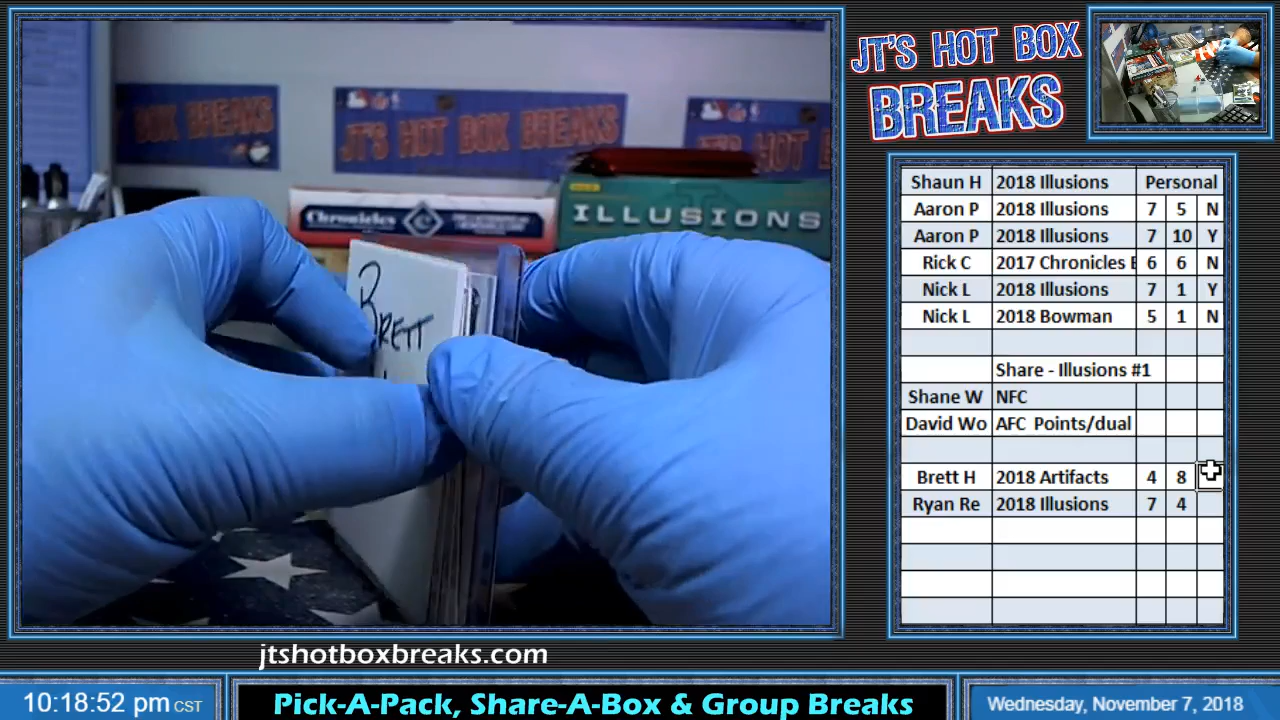 BOX BREAKS
JT'S HOT BOX BREAKS
JT'S HOT B
Chronicles
ILLUSIONS
BRETT
JT'S HOT BOX
BREAKS
Shaun H 2018 Illusions Personal
Aaron P 2018 Illusions 7 5 N
Aaron P 2018 Illusions 7 10 Y
Rick C 2017 Chronicles B 6 6 N
Nick L 2018 Illusions 7 1 Y
Nick L 2018 Bowman 5 1 N
Share - Illusions #1
Shane W NFC
David Wo AFC Points/dual
Brett H 2018 Artifacts 4 8
Ryan Re 2018 Illusions 7 4
jtshotboxbreaks.com
10:18:52 pm CST
Pick-A-Pack, Share-A-Box & Group Breaks
Wednesday, November 7, 2018